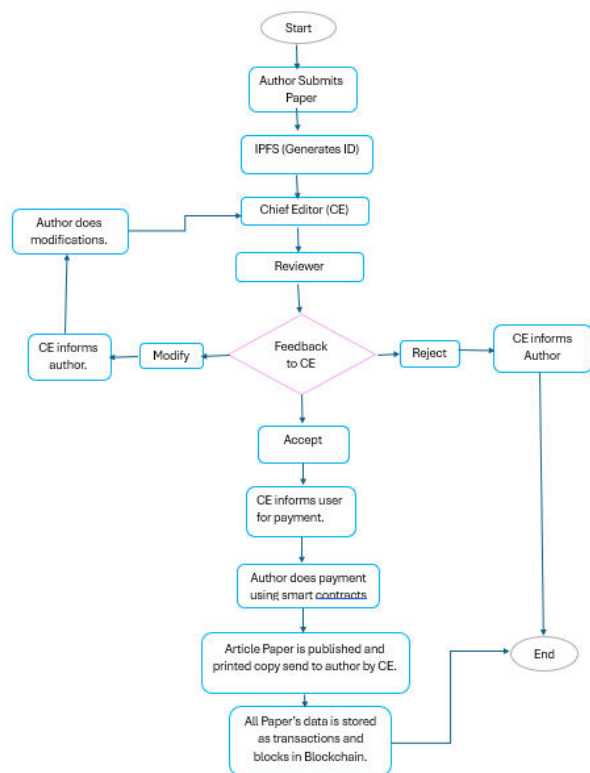 Start
Author Submits
Paper
IPFS (Generates ID)
Chief Editor (CE)
Author does
modifications.
Reviewer
Feedback
to CE
CE informs
author.
Modify
Reject
CE informs
Author
Accept
CE informs user
for payment.
Author does payment
using smart contracts
Article Paper is published and
printed copy send to author by CE.
End
All Paper's data is stored
as transactions and
blocks in Blockchain.